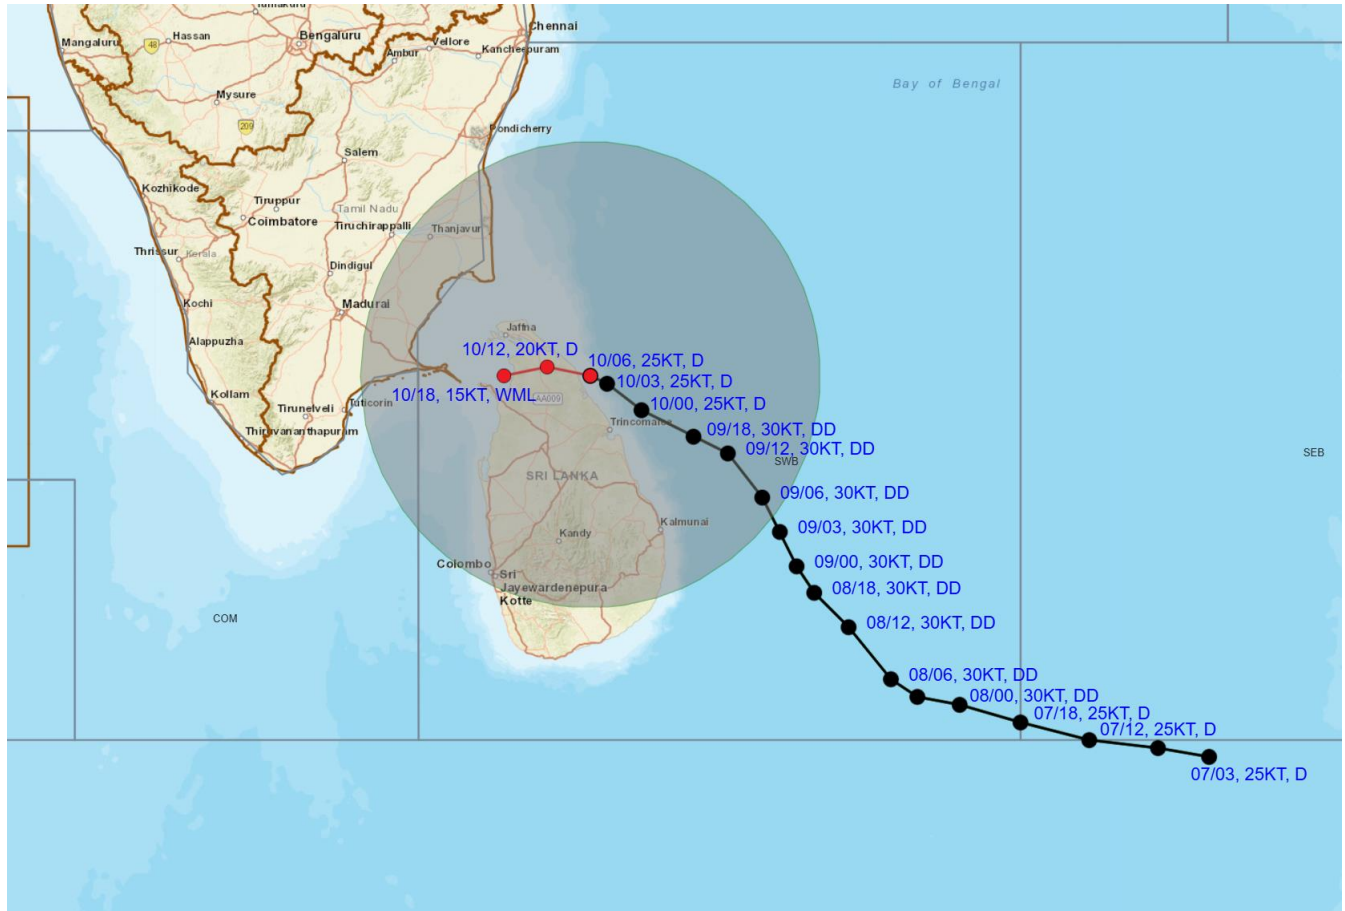 Tumakuru
Chennai
Mangaluru
Hassan
48
Bengaluru
Vellore
Ambur
Kancheepuram
Bay of Bengal
Mysure
209
Pondicherry
Salem
Kozhikode
Tiruppur
Coimbatore
Tamil Nadu
Tiruchirappalli
Thanjavur
Thrissur
Kerala
Dindigul
Kochi
Madurai
Jaffna
Alappuzha
10/12, 20KT, D
10/06, 25KT, D
10/03, 25KT, D
10/18, 15KT, WML
AA009
10/00, 25KT, D
Kollam
Tirunelveli
Tuticorin
Thiruvananthapuram
Trincomalee
09/18, 30KT, DD
09/12, 30KT, DD
SWB
SEB
SRI LANKA
09/06, 30KT, DD
Kalmunai
09/03, 30KT, DD
Kandy
Colombo
Sri
Jayewardenepura
Kotte
09/00, 30KT, DD
08/18, 30KT, DD
COM
08/12, 30KT, DD
08/06, 30KT, DD
08/00, 30KT, DD
07/18, 25KT, D
07/12, 25KT, D
07/03, 25KT, D